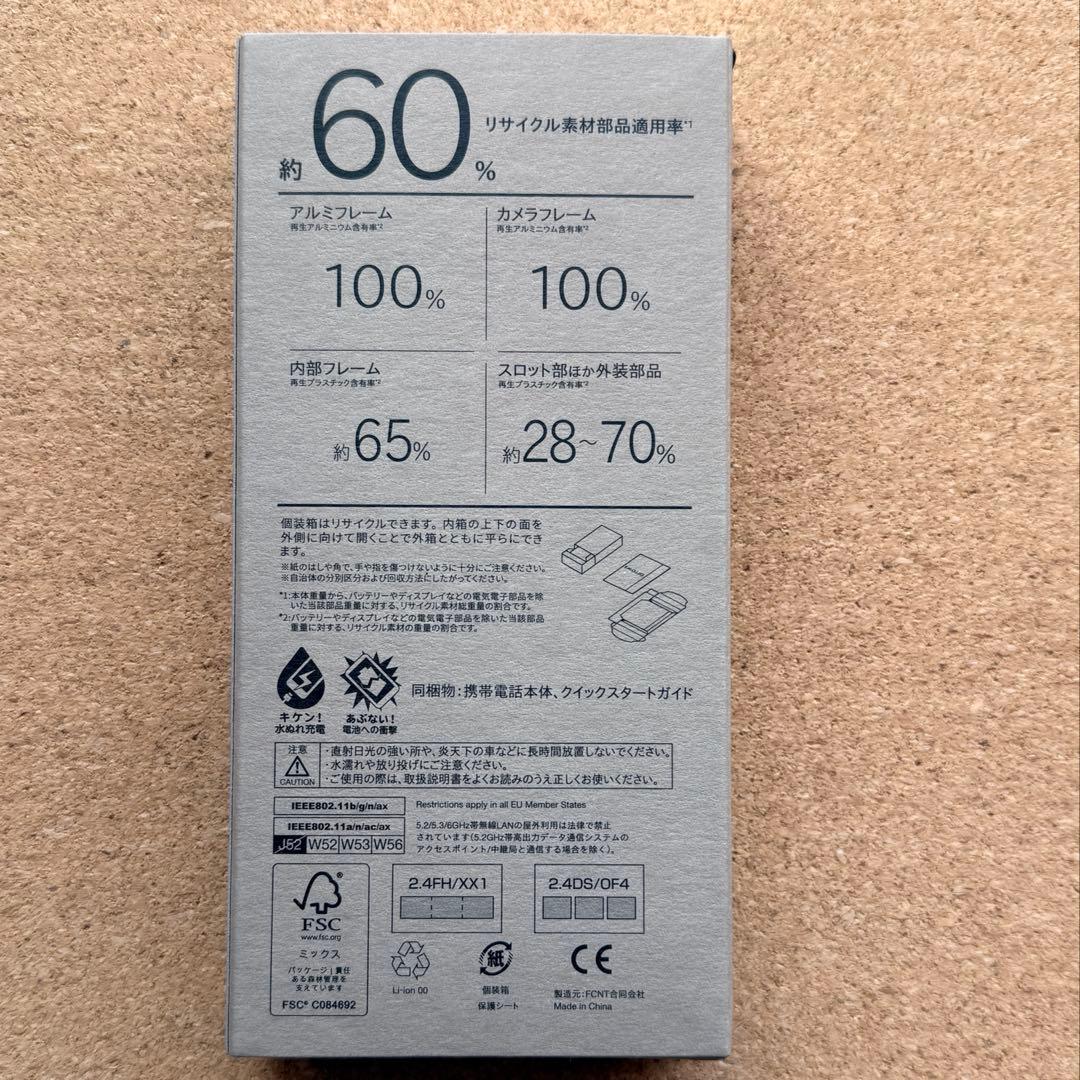 約60% リサイクル素材部品適用率*1
アルミフレーム
再生アルミニウム含有率*2
100%
カメラフレーム
再生アルミニウム含有率*2
100%
内部フレーム
再生プラスチック含有率*2
約65%
スロット部ほか外装部品
再生プラスチック含有率*2
約28~70%
個装箱はリサイクルできます。内箱の上下の面を
外側に向けて開くことで外箱とともに平らにでき
ます。
※紙のはしや角で、手や指を傷つけないように十分にご注意ください。
※自治体の分別区分および回収方法にしたがってください。
*1:本体重量から、バッテリーやディスプレイなどの電気電子部品を除
いた当該部品重量に対する、リサイクル素材総重量の割合です。
*2:バッテリーやディスプレイなどの電気電子部品を除いた当該部品
重量に対する、リサイクル素材の重量の割合です。
キケン!
水ぬれ充電
あぶない!
電池への衝撃
同梱物:携帯電話本体、クイックスタートガイド
注意
CAUTION
・直射日光の強い所や、炎天下の車などに長時間放置しないでください。
・水濡れや放り投げにご注意ください。
・ご使用の際は、取扱説明書をよくお読みのうえ正しくお使いください。
IEEE802.11b/g/n/ax
Restrictions apply in all EU Member States
IEEE802.11a/n/ac/ax
J52 W52 W53 W56
5.2/5.3/6GHz帯無線LANの屋外利用は法律で禁止
されています(5.2GHz帯高出力データ通信システムの
アクセスポイント/中継局と通信する場合を除く)。
®
FSC
www.fsc.org
ミックス
パッケージ|責任
ある森林管理を
支えています
FSC® C084692
2.4FH/XX1
2.4DS/OF4
Li-ion 00
紙
個装箱
保護シート
CE
製造元:FCNT合同会社
Made in China